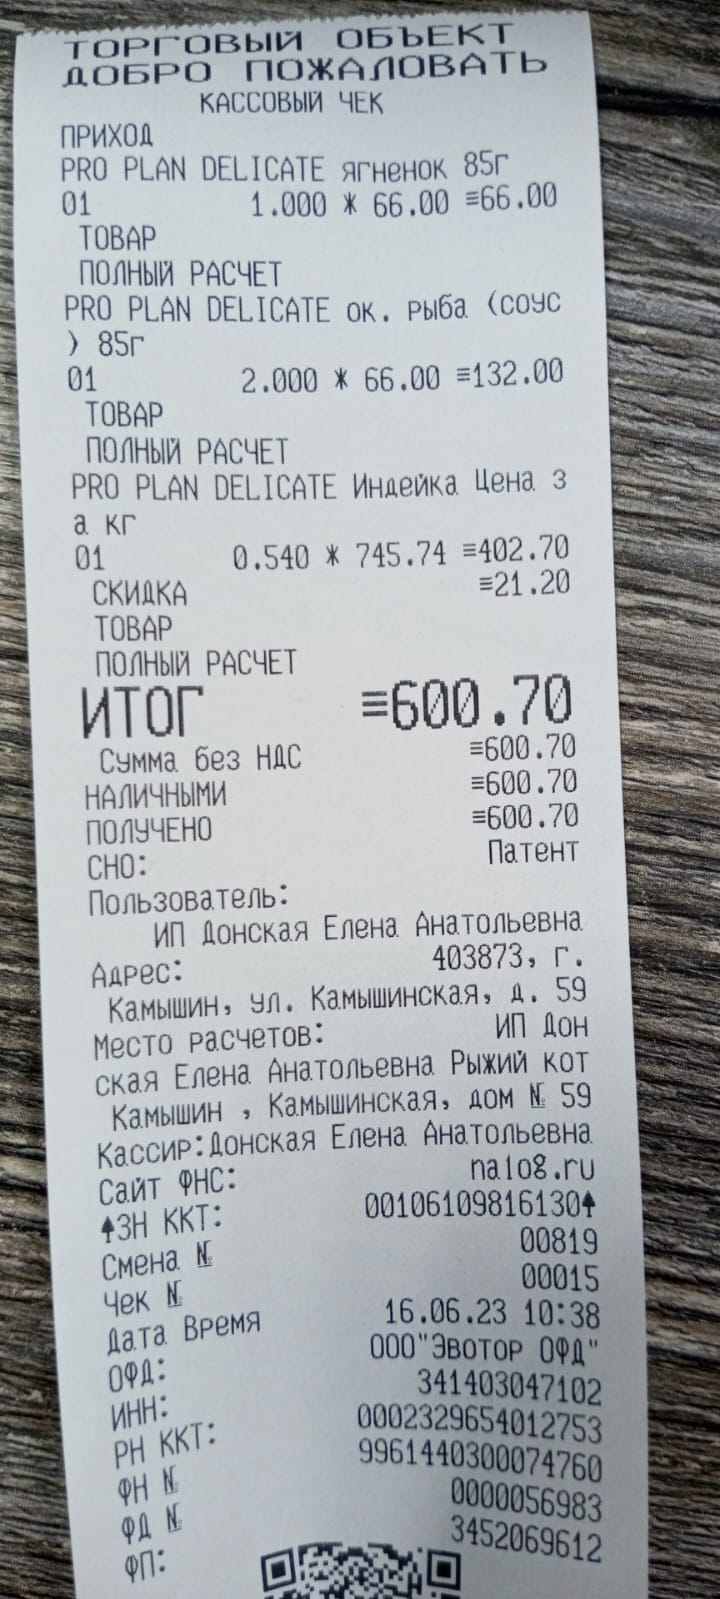 ТОРГОВЫЙ ОБЪЕКТ
ДОБРО ПОЖАЛОВАТЬ
КАССОВЫЙ ЧЕК
ПРИХОД
PRO PLAN DELICATE ягненок 85г
01 1.000 * 66.00 ≡66.00
ТОВАР
ПОЛНЫЙ РАСЧЕТ
PRO PLAN DELICATE ок. рыба (соус
) 85г
01 2.000 * 66.00 ≡132.00
ТОВАР
ПОЛНЫЙ РАСЧЕТ
PRO PLAN DELICATE Индейка Цена з
а кг
01 0.540 * 745.74 ≡402.70
СКИДКА ≡21.20
ТОВАР
ПОЛНЫЙ РАСЧЕТ
ИТОГ ≡600.70
Сумма без НДС ≡600.70
НАЛИЧНЫМИ ≡600.70
ПОЛУЧЕНО ≡600.70
СНО: Патент
Пользователь:
ИП Донская Елена Анатольевна
Адрес: 403873, г.
Камышин, ул. Камышинская, д. 59
Место расчетов: ИП Дон
ская Елена Анатольевна Рыжий кот
Камышин , Камышинская, дом № 59
Кассир:Донская Елена Анатольевна
Сайт ФНС: nalog.ru
↑ЗН ККТ: 00106109816130↑
Смена № 00819
Чек № 00015
Дата Время 16.06.23 10:38
ОФД: ООО"Эвотор ОФД"
ИНН: 341403047102
РН ККТ: 0002329654012753
ФН № 9961440300074760
ФД № 0000056983
ФП: 3452069612